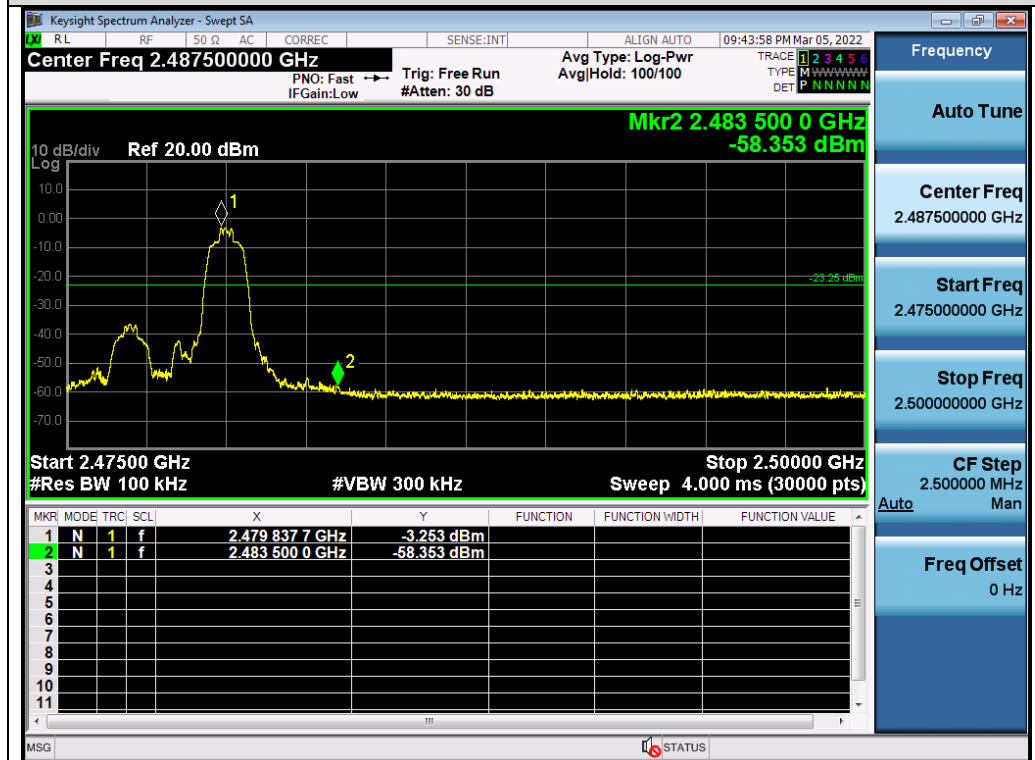 Keysight Spectrum Analyzer - Swept SA
LXI RL RF 50 Ω AC CORREC SENSE:INT ALIGN AUTO 09:43:58 PM Mar 05, 2022
Center Freq 2.487500000 GHz
PNO: Fast
IFGain:Low
Trig: Free Run
#Atten: 30 dB
Avg Type: Log-Pwr
Avg|Hold: 100/100
TRACE 1 2 3 4 5 6
TYPE M WWWWW
DET P N N N N N
Mkr2 2.483 500 0 GHz
-58.353 dBm
10 dB/div Ref 20.00 dBm
Log
10.0
0.00
-10.0
-20.0
-30.0
-40.0
-50.0
-60.0
-70.0
1
-23.25 dBm
2
Start 2.47500 GHz Stop 2.50000 GHz
#Res BW 100 kHz #VBW 300 kHz Sweep 4.000 ms (30000 pts)
MKR MODE TRC SCL X Y FUNCTION FUNCTION WIDTH FUNCTION VALUE
1 N 1 f 2.479 837 7 GHz -3.253 dBm
2 N 1 f 2.483 500 0 GHz -58.353 dBm
3
4
5
6
7
8
9
10
11
MSG STATUS
Frequency
Auto Tune
Center Freq
2.487500000 GHz
Start Freq
2.475000000 GHz
Stop Freq
2.500000000 GHz
CF Step
2.500000 MHz
Auto Man
Freq Offset
0 Hz